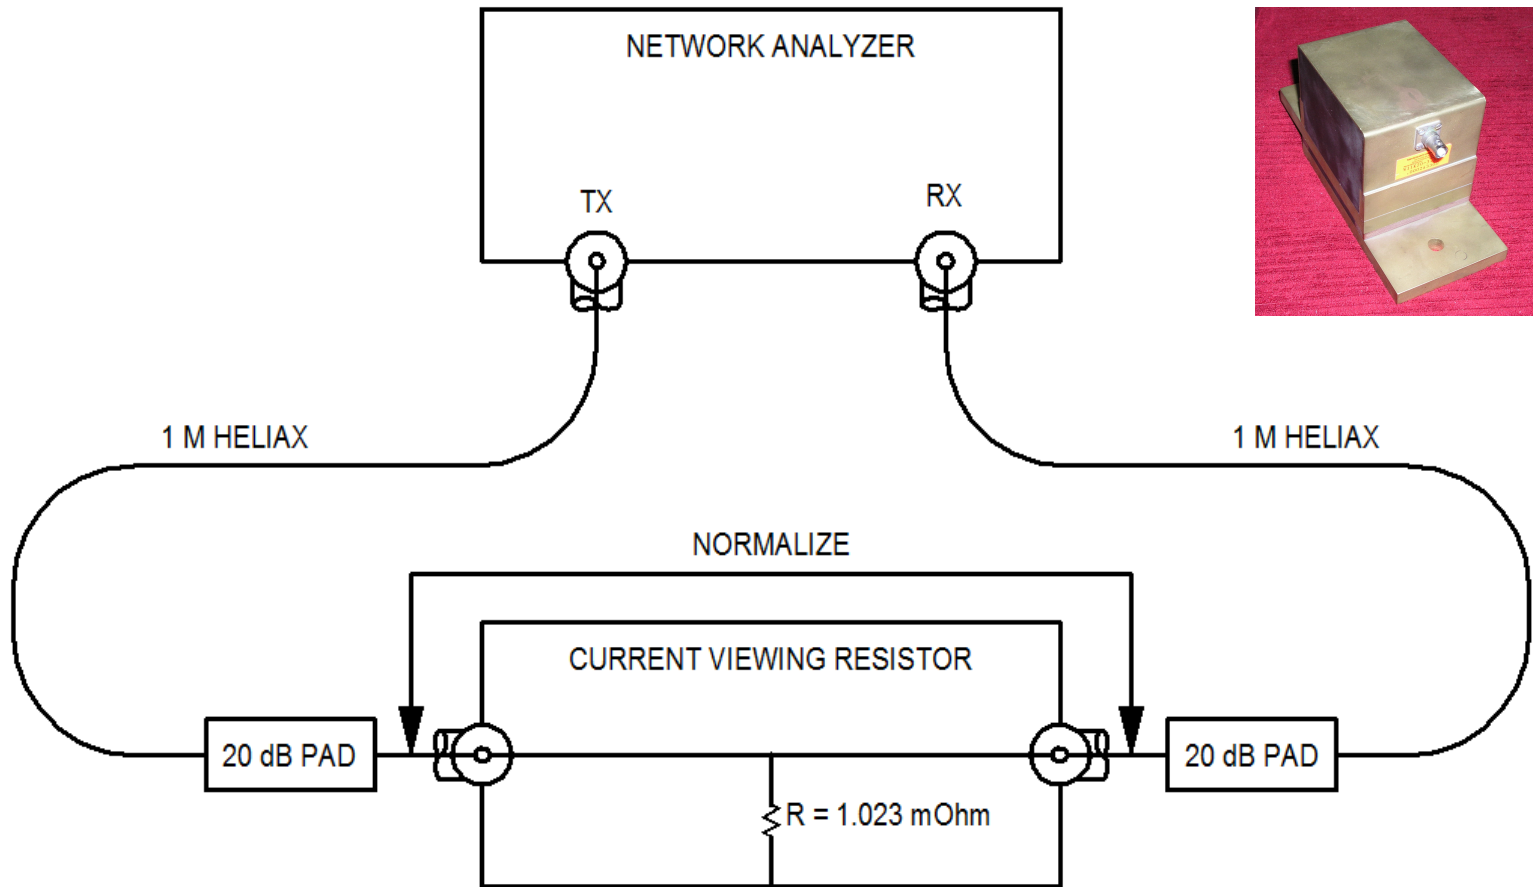 NETWORK ANALYZER
TX
RX
1 M HELIAX
1 M HELIAX
NORMALIZE
CURRENT VIEWING RESISTOR
20 dB PAD
20 dB PAD
R = 1.023 mOhm